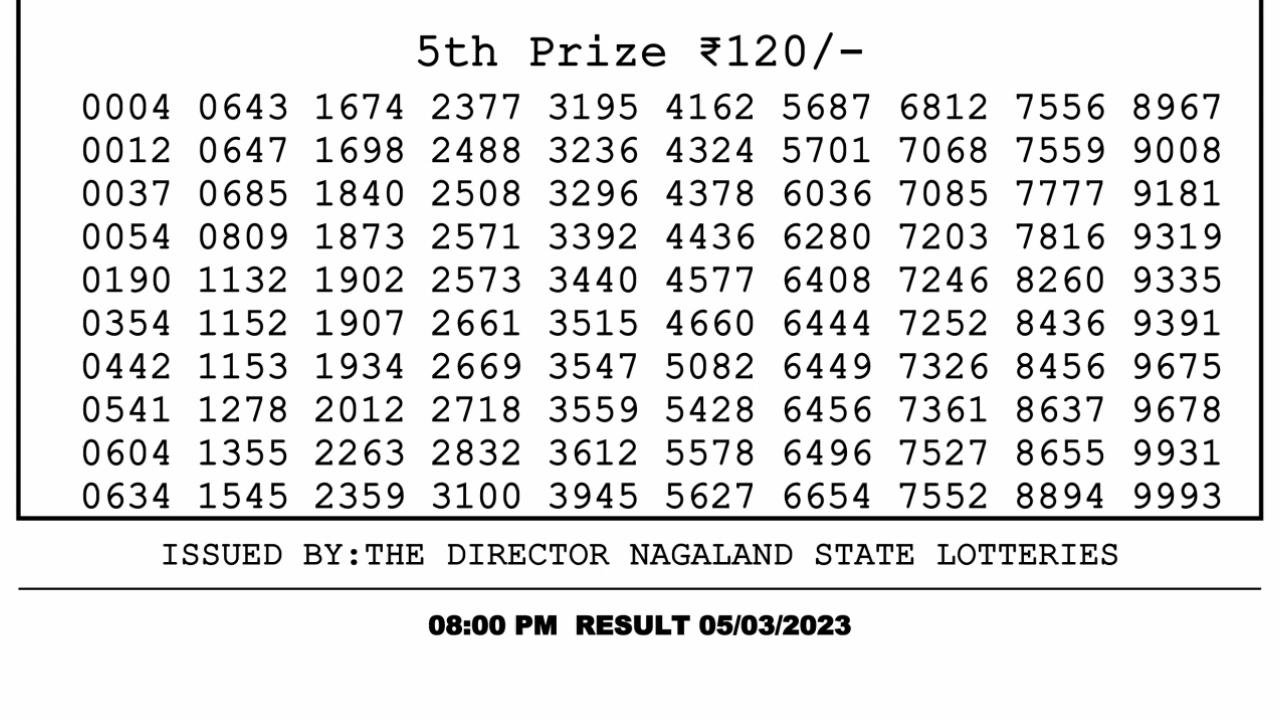 5th Prize ₹120/-
0004 0643 1674 2377 3195 4162 5687 6812 7556 8967
0012 0647 1698 2488 3236 4324 5701 7068 7559 9008
0037 0685 1840 2508 3296 4378 6036 7085 7777 9181
0054 0809 1873 2571 3392 4436 6280 7203 7816 9319
0190 1132 1902 2573 3440 4577 6408 7246 8260 9335
0354 1152 1907 2661 3515 4660 6444 7252 8436 9391
0442 1153 1934 2669 3547 5082 6449 7326 8456 9675
0541 1278 2012 2718 3559 5428 6456 7361 8637 9678
0604 1355 2263 2832 3612 5578 6496 7527 8655 9931
0634 1545 2359 3100 3945 5627 6654 7552 8894 9993
ISSUED BY:THE DIRECTOR NAGALAND STATE LOTTERIES
08:00 PM RESULT 05/03/2023